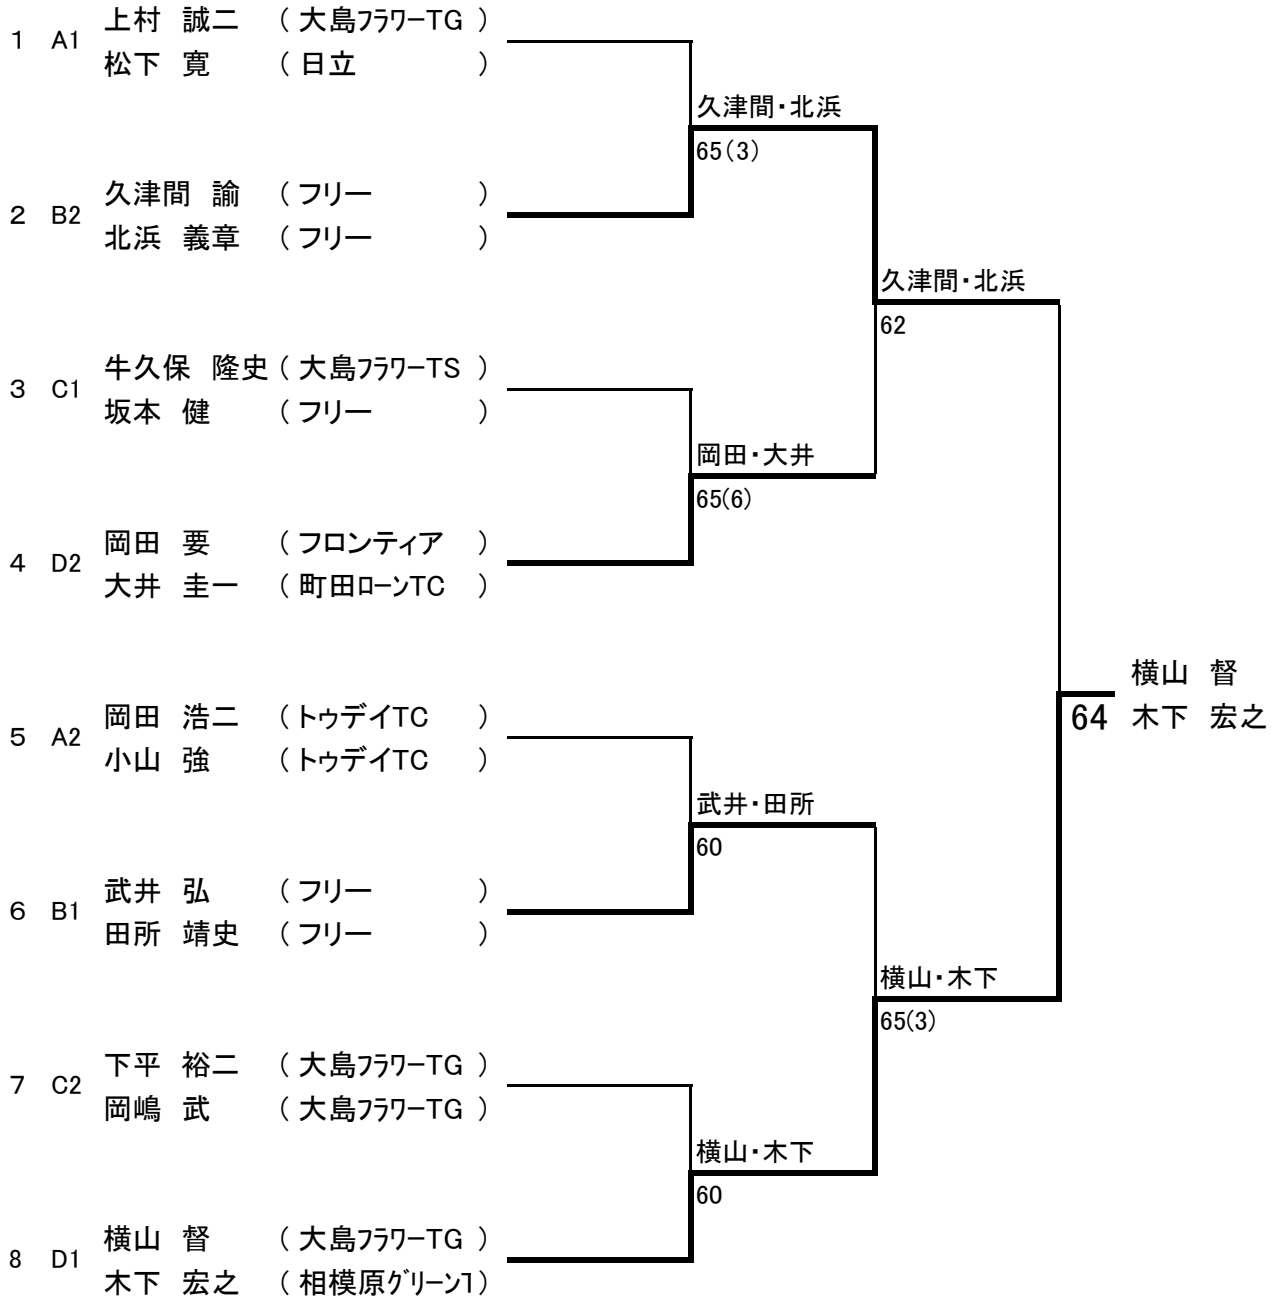 上村　誠二　（ 大島フラワーTG ）
1 A1
松下　寛　（ 日立 ）
久津間・北浜
65(3)
久津間　諭　（ フリー ）
2 B2
北浜　義章　（ フリー ）
久津間・北浜
62
牛久保　隆史（ 大島フラワーTS ）
3 C1
坂本　健　（ フリー ）
岡田・大井
65(6)
岡田　要　（ フロンティア ）
4 D2
大井　圭一　（ 町田ローンTC ）
横山　督
64 木下　宏之
岡田　浩二　（ トゥデイTC ）
5 A2
小山　強　（ トゥデイTC ）
武井・田所
60
武井　弘　（ フリー ）
6 B1
田所　靖史　（ フリー ）
横山・木下
65(3)
下平　裕二　（ 大島フラワーTG ）
7 C2
岡嶋　武　（ 大島フラワーTG ）
横山・木下
60
横山　督　（ 大島フラワーTG ）
8 D1
木下　宏之　（ 相模原グリーン ）